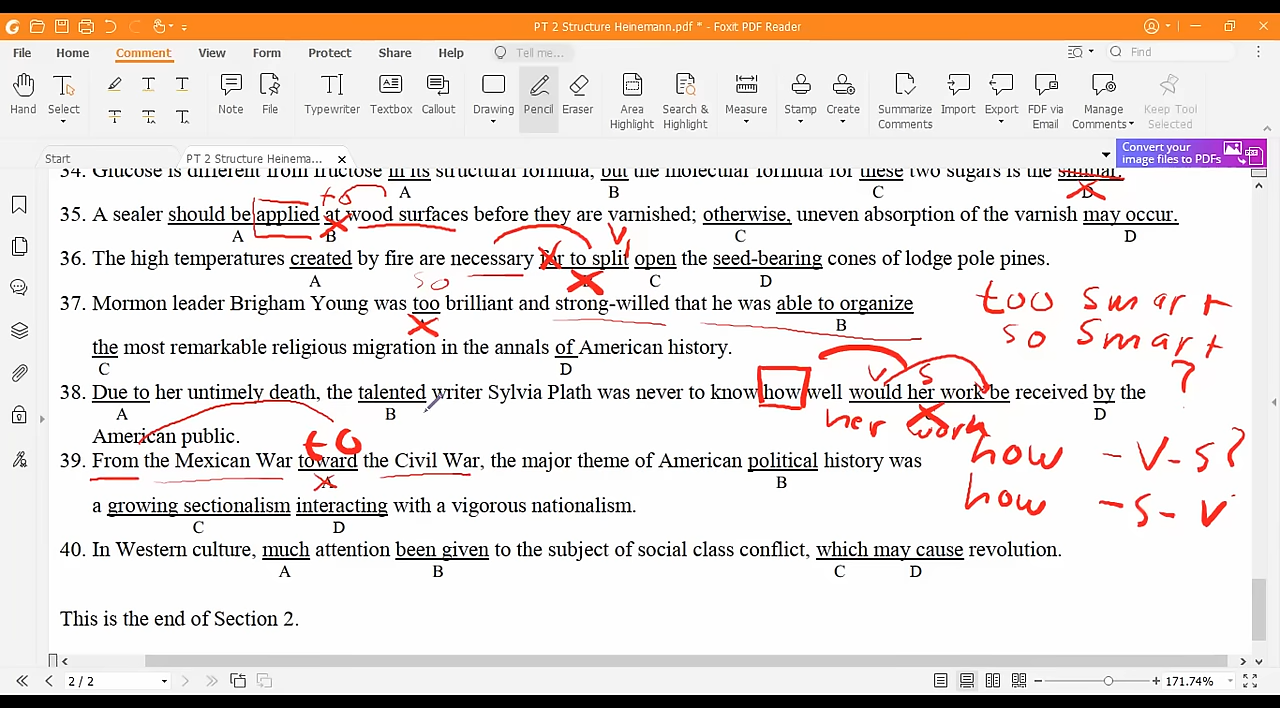 PT 2 Structure Heinemann.pdf * - Foxit PDF Reader
File Home Comment View Form Protect Share Help Tell me... Find
Hand Select Note File Typewriter Textbox Callout Drawing Pencil Eraser Area Highlight Search & Highlight Measure Stamp Create Summarize Comments Import Export FDF via Email Manage Comments Keep Tool Selected
Start PT 2 Structure Heinema... Convert your image files to PDFs
34. Glucose is different from fructose in its structural formula, but the molecular formula for these two sugars is the similar.
A B C D
to
35. A sealer should be applied at wood surfaces before they are varnished; otherwise, uneven absorption of the varnish may occur.
A B C D
V
36. The high temperatures created by fire are necessary for to split open the seed-bearing cones of lodge pole pines.
A C D
so
37. Mormon leader Brigham Young was too brilliant and strong-willed that he was able to organize
B
too smart
so smart
the most remarkable religious migration in the annals of American history.
C D
?
V S
38. Due to her untimely death, the talented writer Sylvia Plath was never to know how well would her work be received by the
A B D
her work
American public.
to
how - V - S ?
39. From the Mexican War toward the Civil War, the major theme of American political history was
A B
how - S - V
a growing sectionalism interacting with a vigorous nationalism.
C D
40. In Western culture, much attention been given to the subject of social class conflict, which may cause revolution.
A B C D
This is the end of Section 2.
2 / 2 171.74%